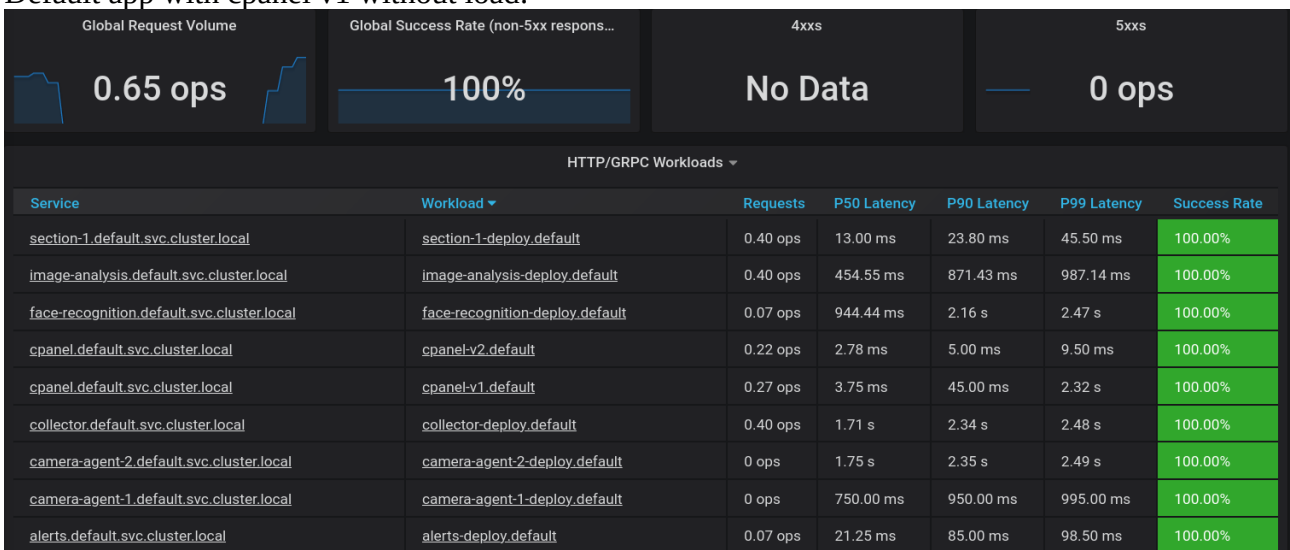 Default app with cpanel v1 without load.
Global Request Volume Global Success Rate (non-5xx respons... 4xxs 5xxs
0.65 ops 100% No Data 0 ops
HTTP/GRPC Workloads
Service Workload Requests P50 Latency P90 Latency P99 Latency Success Rate
section-1.default.svc.cluster.local section-1-deploy.default 0.40 ops 13.00 ms 23.80 ms 45.50 ms 100.00%
image-analysis.default.svc.cluster.local image-analysis-deploy.default 0.40 ops 454.55 ms 871.43 ms 987.14 ms 100.00%
face-recognition.default.svc.cluster.local face-recognition-deploy.default 0.07 ops 944.44 ms 2.16 s 2.47 s 100.00%
cpanel.default.svc.cluster.local cpanel-v2.default 0.22 ops 2.78 ms 5.00 ms 9.50 ms 100.00%
cpanel.default.svc.cluster.local cpanel-v1.default 0.27 ops 3.75 ms 45.00 ms 2.32 s 100.00%
collector.default.svc.cluster.local collector-deploy.default 0.40 ops 1.71 s 2.34 s 2.48 s 100.00%
camera-agent-2.default.svc.cluster.local camera-agent-2-deploy.default 0 ops 1.75 s 2.35 s 2.49 s 100.00%
camera-agent-1.default.svc.cluster.local camera-agent-1-deploy.default 0 ops 750.00 ms 950.00 ms 995.00 ms 100.00%
alerts.default.svc.cluster.local alerts-deploy.default 0.07 ops 21.25 ms 85.00 ms 98.50 ms 100.00%